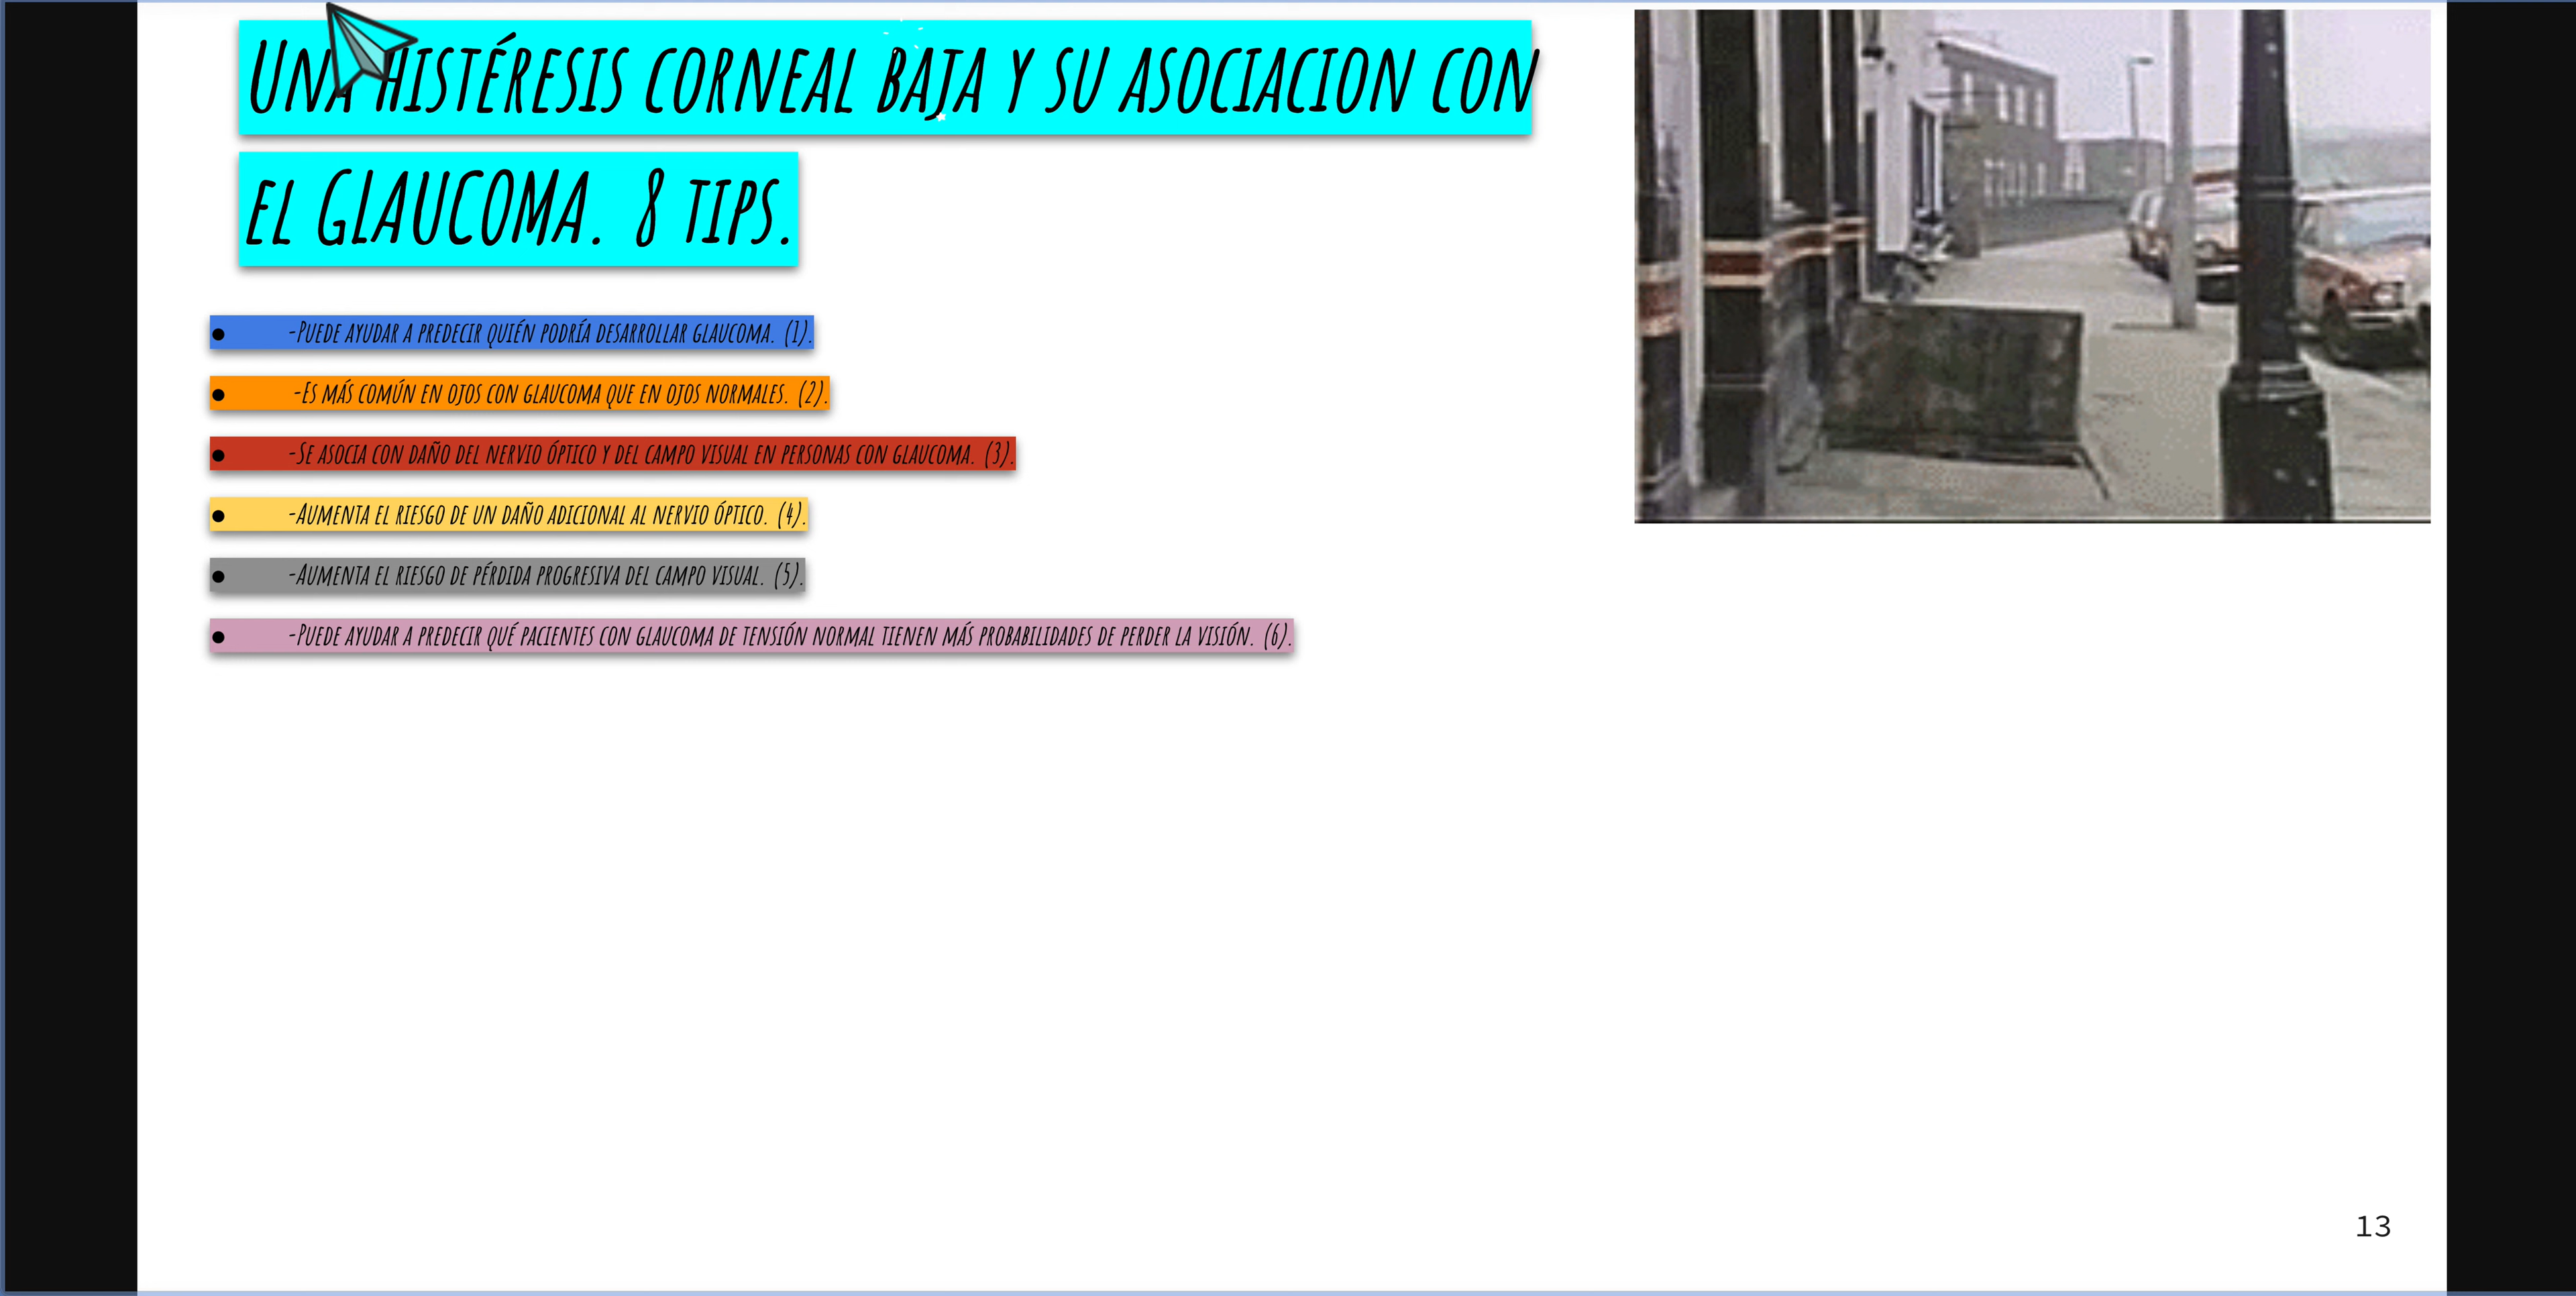 Una histéresis corneal baja y su asociacion con
el GLAUCOMA. 8 tips.
● -Puede ayudar a predecir quién podría desarrollar glaucoma. (1).
● -Es más común en ojos con glaucoma que en ojos normales. (2).
● -Se asocia con daño del nervio óptico y del campo visual en personas con glaucoma. (3).
● -Aumenta el riesgo de un daño adicional al nervio óptico. (4).
● -Aumenta el riesgo de pérdida progresiva del campo visual. (5).
● -Puede ayudar a predecir qué pacientes con glaucoma de tensión normal tienen más probabilidades de perder la visión. (6).
13